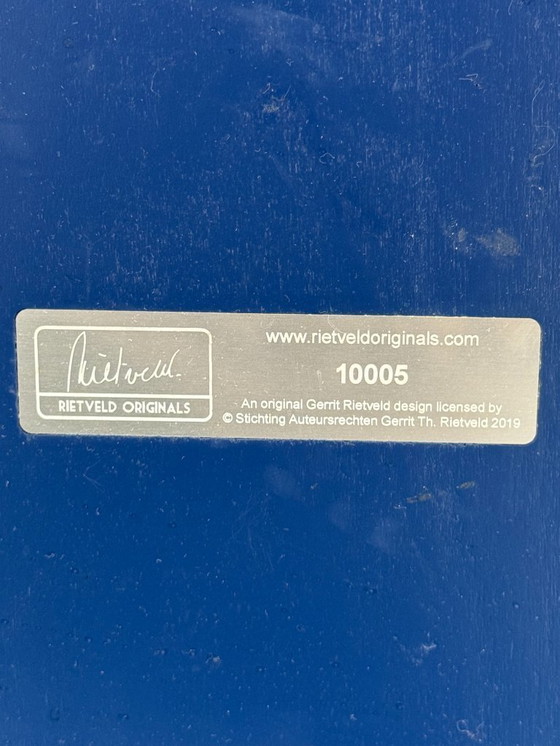 Rietveld.
RIETVELD ORIGINALS
www.rietveldoriginals.com
10005
An original Gerrit Rietveld design licensed by
© Stichting Auteursrechten Gerrit Th. Rietveld 2019